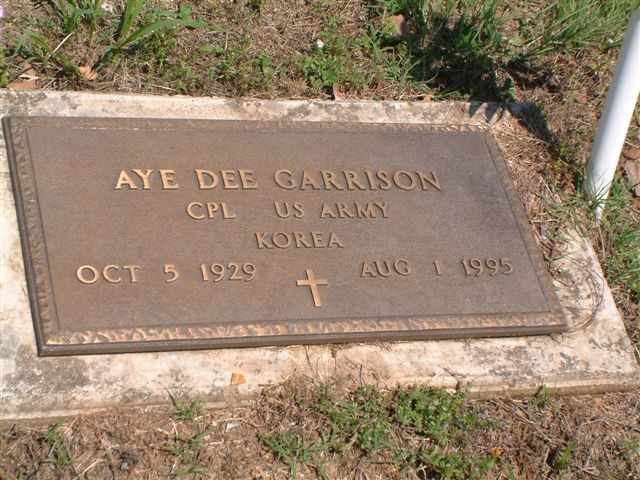 AYE DEE GARRISON
CPL US ARMY
KOREA
OCT 5 1929 AUG 1 1995